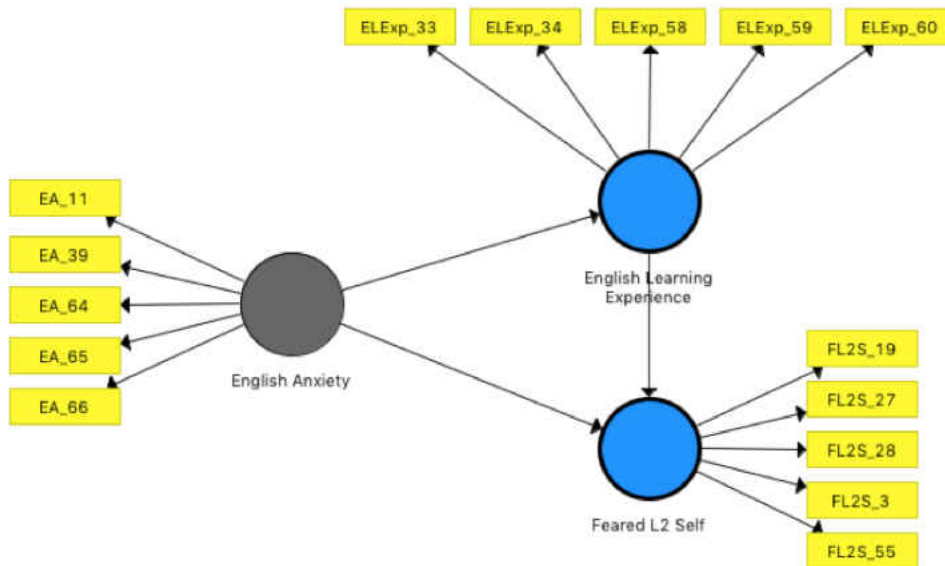 ELExp_33
ELExp_34
ELExp_58
ELExp_59
ELExp_60
EA_11
EA_39
EA_64
EA_65
EA_66
English Anxiety
English Learning
Experience
FL2S_19
FL2S_27
FL2S_28
FL2S_3
FL2S_55
Feared L2 Self